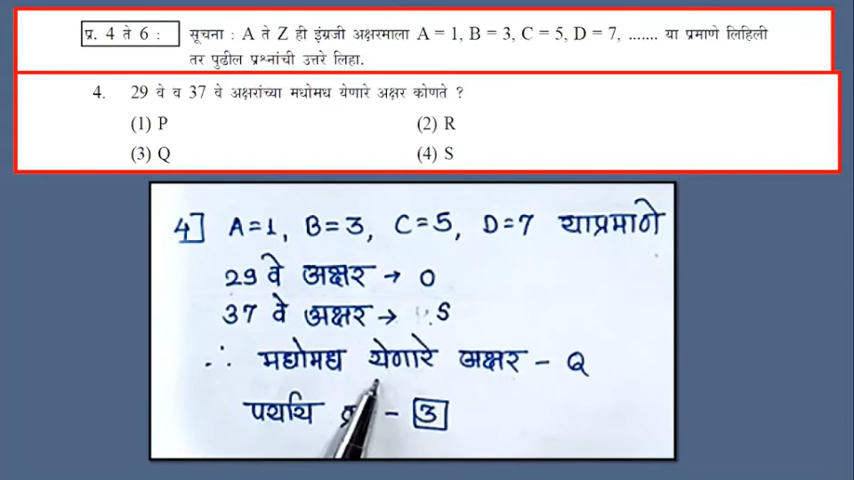 प्र. 4 ते 6 : सूचना : A ते Z ही इंग्रजी अक्षरमाला A = 1, B = 3, C = 5, D = 7, ....... या प्रमाणे लिहिली
तर पुढील प्रश्नांची उत्तरे लिहा.
4. 29 वे व 37 वे अक्षरांच्या मधोमध येणारे अक्षर कोणते ?
(1) P (2) R
(3) Q (4) S
4] A=1, B=3, C=5, D=7 याप्रमाणे
29 वे अक्षर → O
37 वे अक्षर → S
∴ मधोमध येणारे अक्षर - Q
पर्याय - 3